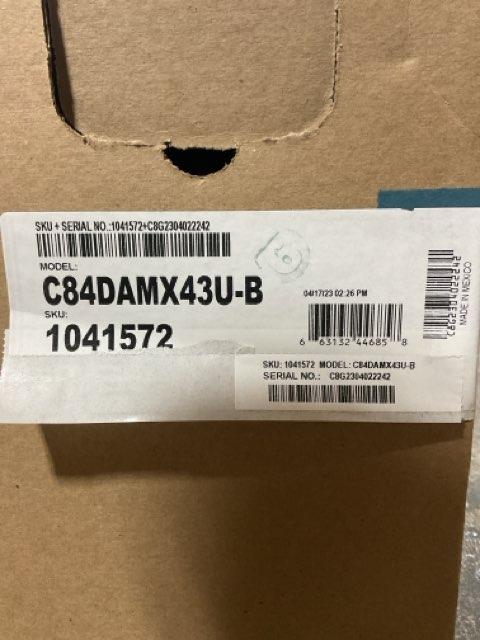 SKU + SERIAL NO.:1041572+C8G2304022242
MODEL:
C84DAMX43U-B
SKU:
1041572
04/17/23 02:26 PM
6 63132 44685 8
C8G2304022242
MADE IN MEXICO
SKU: 1041572 MODEL: C84DAMX43U-B
SERIAL NO.: C8G2304022242